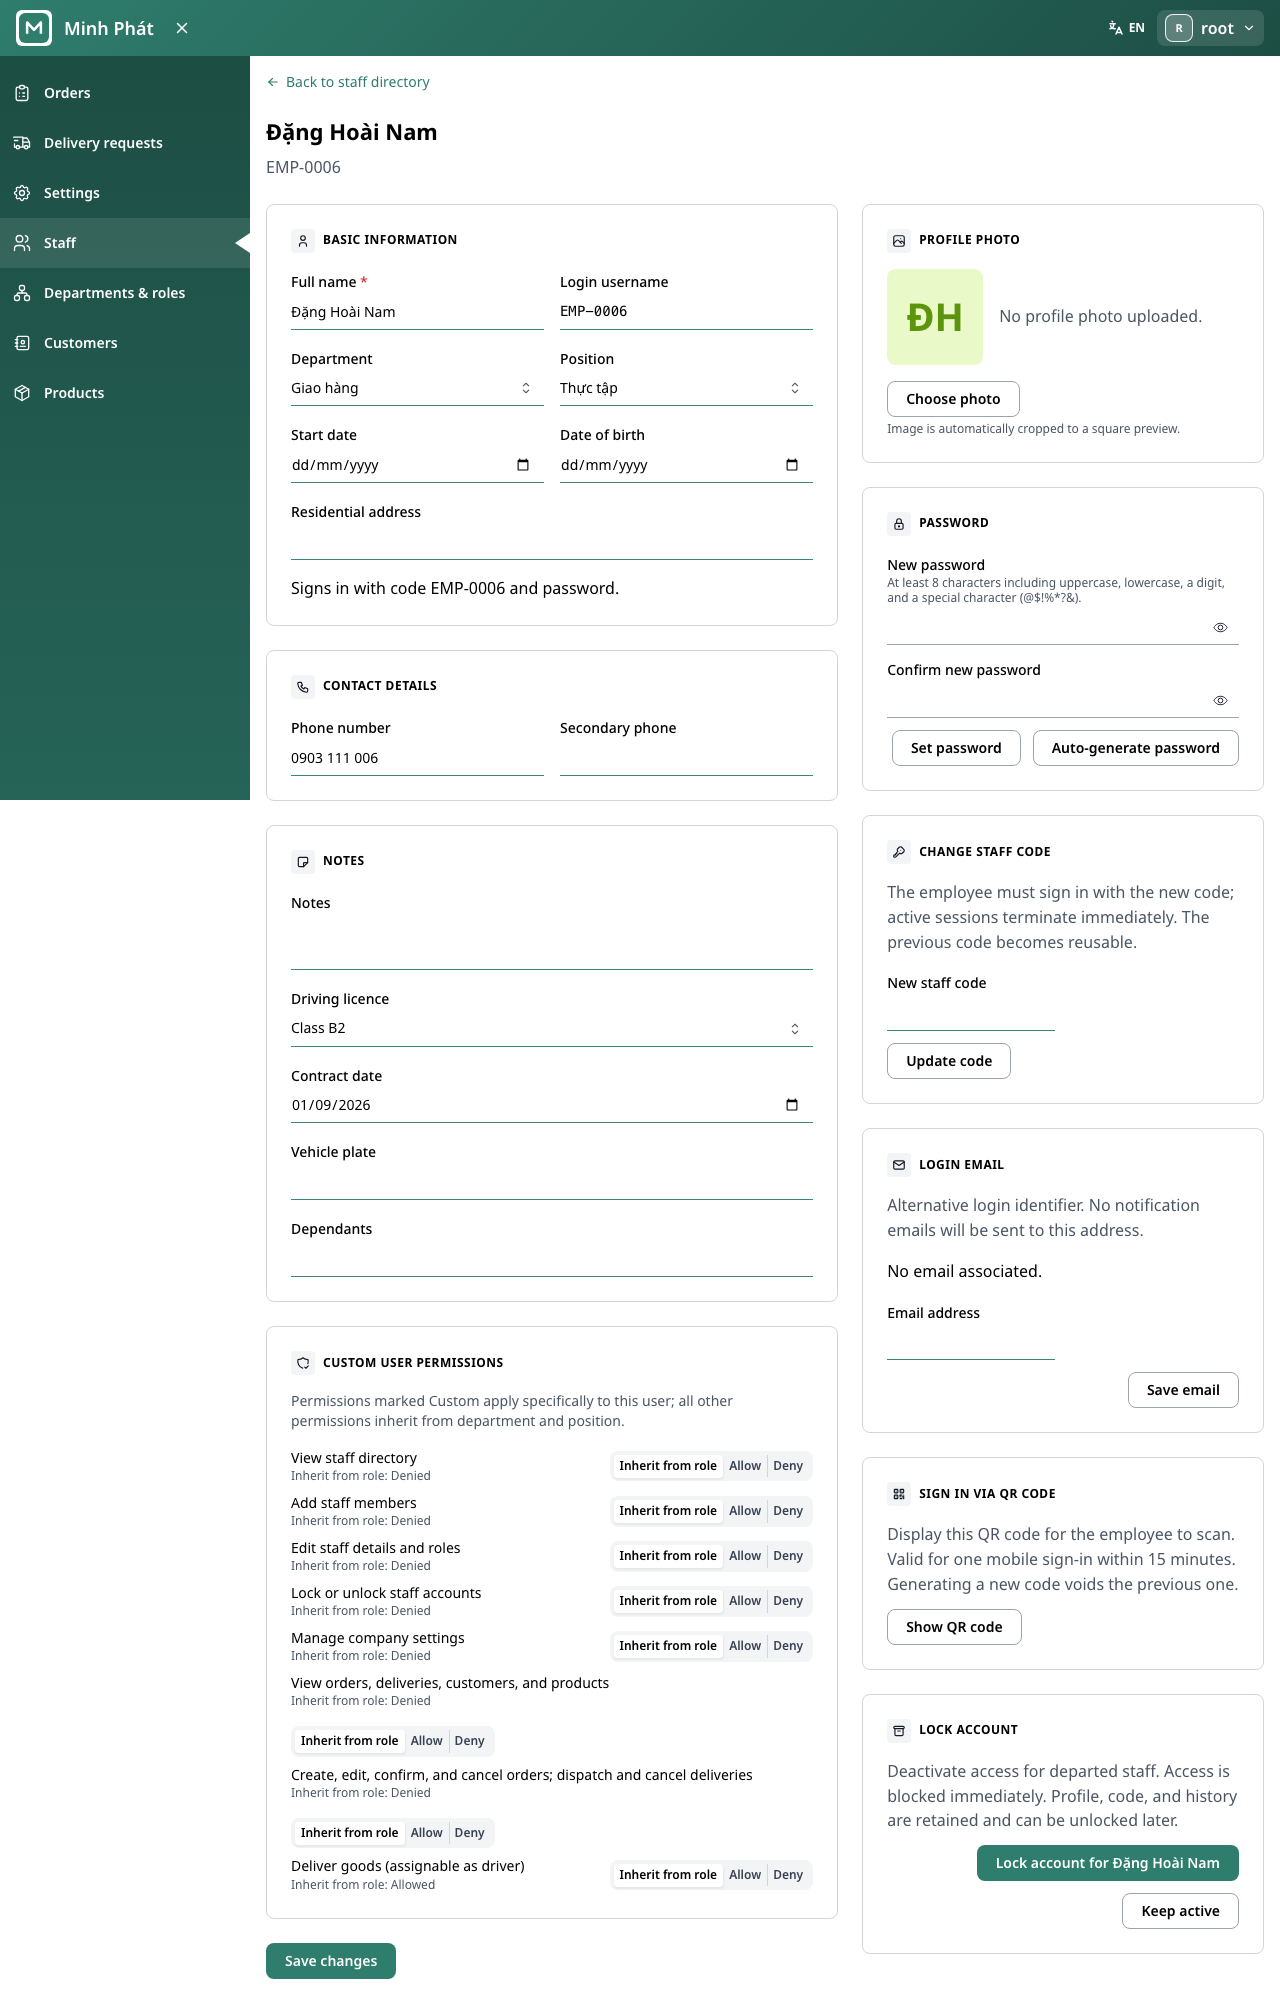 Minh Phát
EN
R
root
Orders
Delivery requests
Settings
Staff
Departments & roles
Customers
Products
Back to staff directory
Đặng Hoài Nam
EMP-0006
BASIC INFORMATION
Full name *
Login username
Đặng Hoài Nam
EMP-0006
Department
Position
Giao hàng
Thực tập
Start date
Date of birth
dd/mm/yyyy
dd/mm/yyyy
Residential address
Signs in with code EMP-0006 and password.
CONTACT DETAILS
Phone number
Secondary phone
0903 111 006
NOTES
Notes
Driving licence
Class B2
Contract date
01/09/2026
Vehicle plate
Dependants
CUSTOM USER PERMISSIONS
Permissions marked Custom apply specifically to this user; all other
permissions inherit from department and position.
View staff directory
Inherit from role: Denied
Inherit from role Allow Deny
Add staff members
Inherit from role: Denied
Inherit from role Allow Deny
Edit staff details and roles
Inherit from role: Denied
Inherit from role Allow Deny
Lock or unlock staff accounts
Inherit from role: Denied
Inherit from role Allow Deny
Manage company settings
Inherit from role: Denied
Inherit from role Allow Deny
View orders, deliveries, customers, and products
Inherit from role: Denied
Inherit from role Allow Deny
Create, edit, confirm, and cancel orders; dispatch and cancel deliveries
Inherit from role: Denied
Inherit from role Allow Deny
Deliver goods (assignable as driver)
Inherit from role: Allowed
Inherit from role Allow Deny
Save changes
PROFILE PHOTO
ĐH
No profile photo uploaded.
Choose photo
Image is automatically cropped to a square preview.
PASSWORD
New password
At least 8 characters including uppercase, lowercase, a digit,
and a special character (@$!%*?&).
Confirm new password
Set password
Auto-generate password
CHANGE STAFF CODE
The employee must sign in with the new code;
active sessions terminate immediately. The
previous code becomes reusable.
New staff code
Update code
LOGIN EMAIL
Alternative login identifier. No notification
emails will be sent to this address.
No email associated.
Email address
Save email
SIGN IN VIA QR CODE
Display this QR code for the employee to scan.
Valid for one mobile sign-in within 15 minutes.
Generating a new code voids the previous one.
Show QR code
LOCK ACCOUNT
Deactivate access for departed staff. Access is
blocked immediately. Profile, code, and history
are retained and can be unlocked later.
Lock account for Đặng Hoài Nam
Keep active